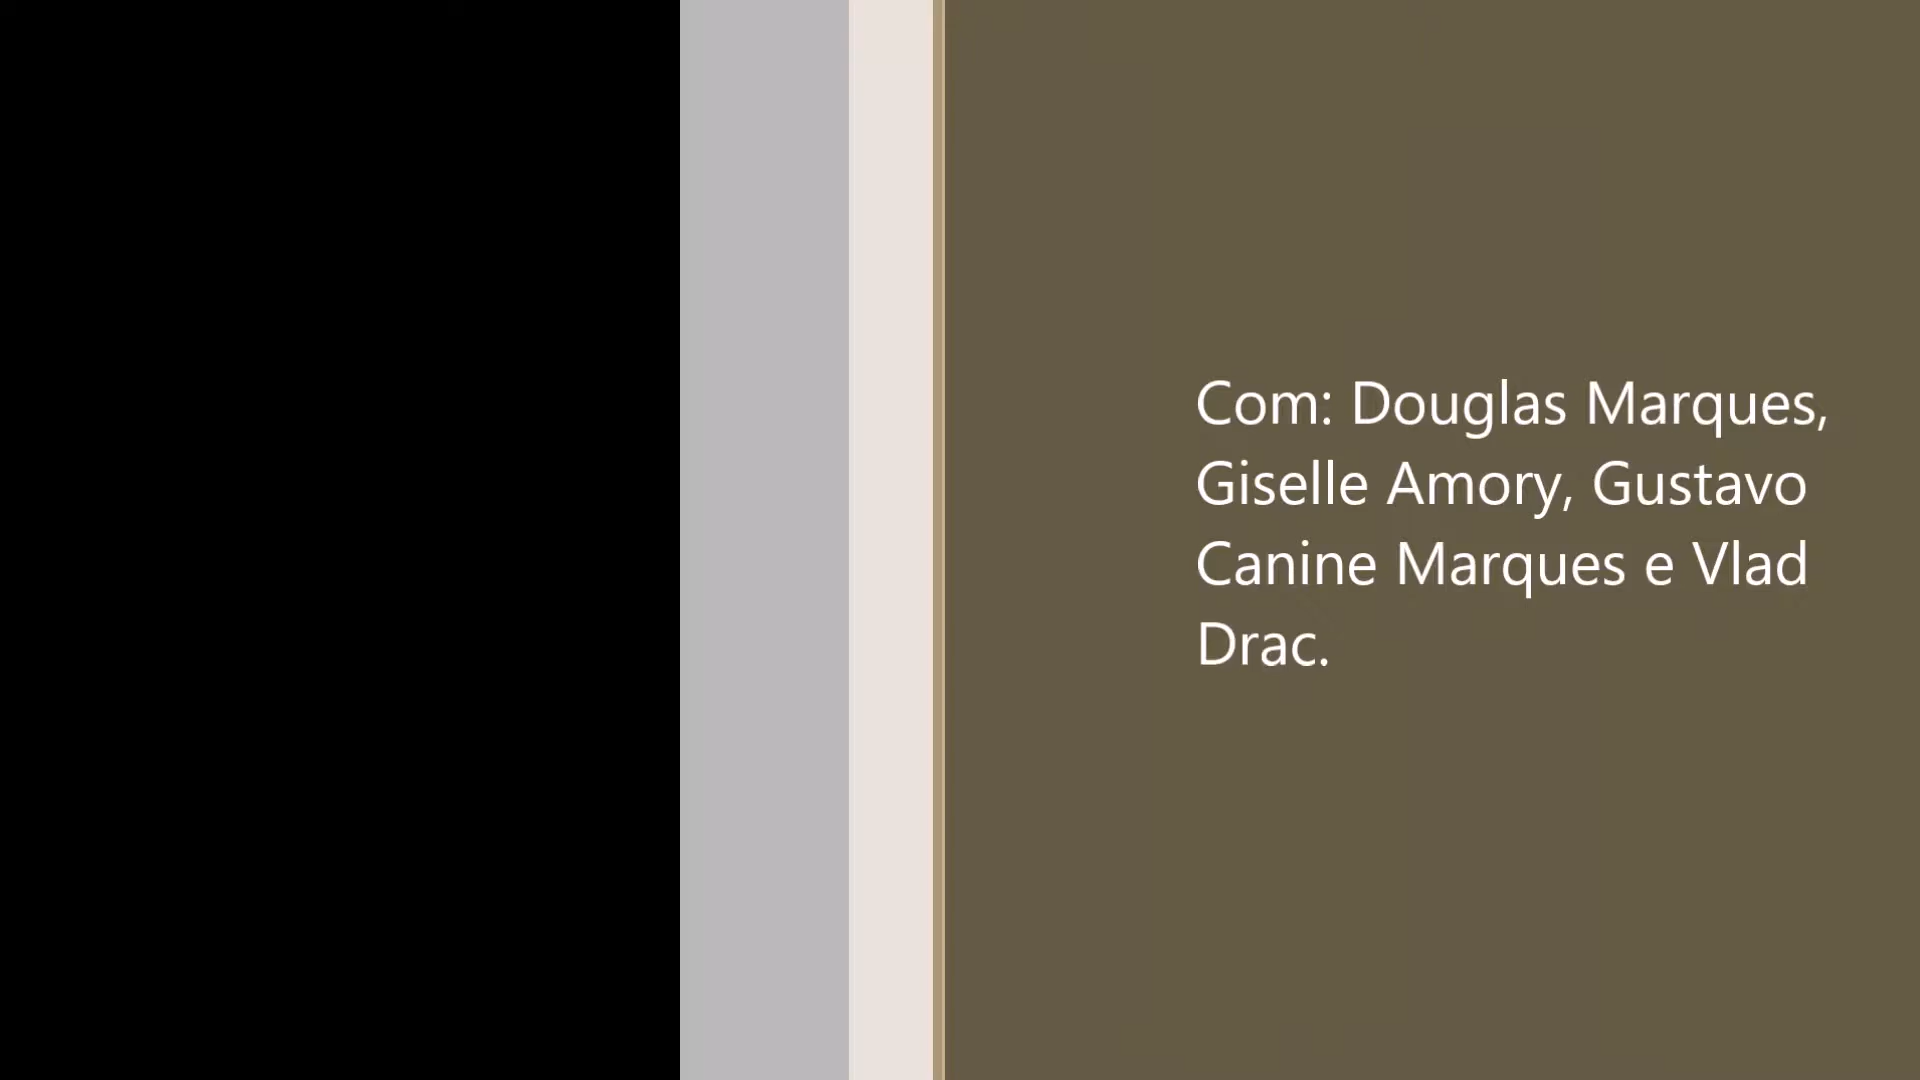 Com: Douglas Marques,
Giselle Amory, Gustavo
Canine Marques e Vlad
Drac.